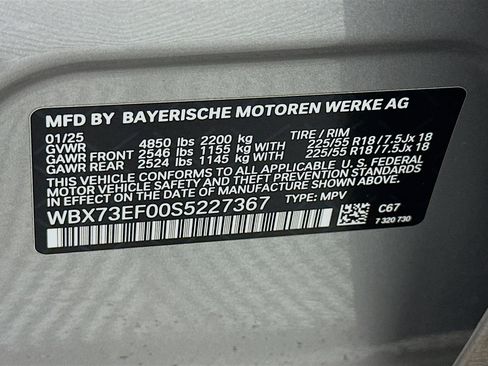 MFD BY BAYERISCHE MOTOREN WERKE AG
01/25 TIRE / RIM
GVWR 4850 lbs 2200 kg
GAWR FRONT 2546 lbs 1155 kg WITH 225/55 R18 / 7.5Jx 18
GAWR REAR 2524 lbs 1145 kg WITH 225/55 R18 / 7.5Jx 18
THIS VEHICLE CONFORMS TO ALL APPLICABLE U. S. FEDERAL
MOTOR VEHICLE SAFETY, BUMPER, AND THEFT PREVENTION
STANDARDS IN EFFECT ON THE DATE OF MANUFACTURE SHOWN ABOVE.
WBX73EF00S5227367 TYPE: MPV
C67
7 320 730